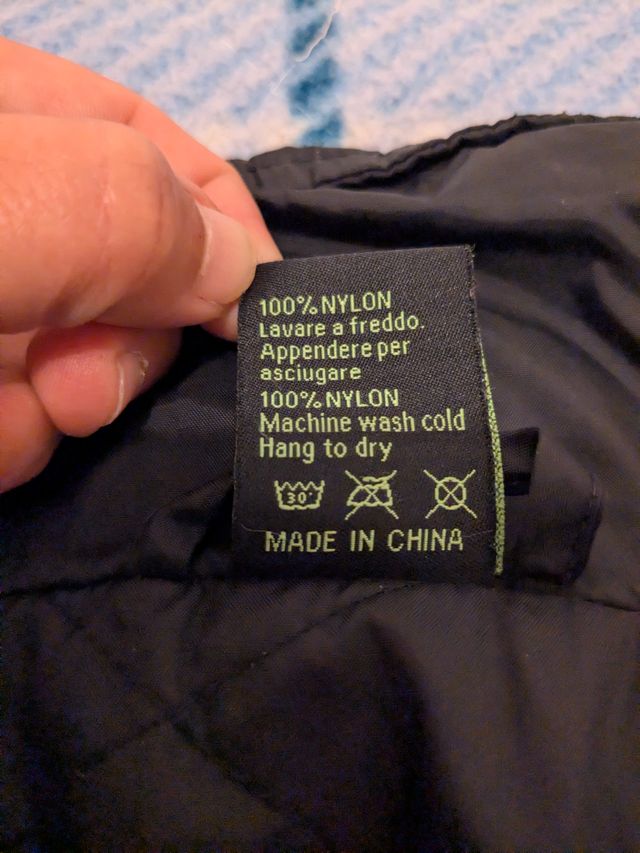 100% NYLON
Lavare a freddo.
Appendere per
asciugare
100% NYLON
Machine wash cold
Hang to dry
30°
MADE IN CHINA